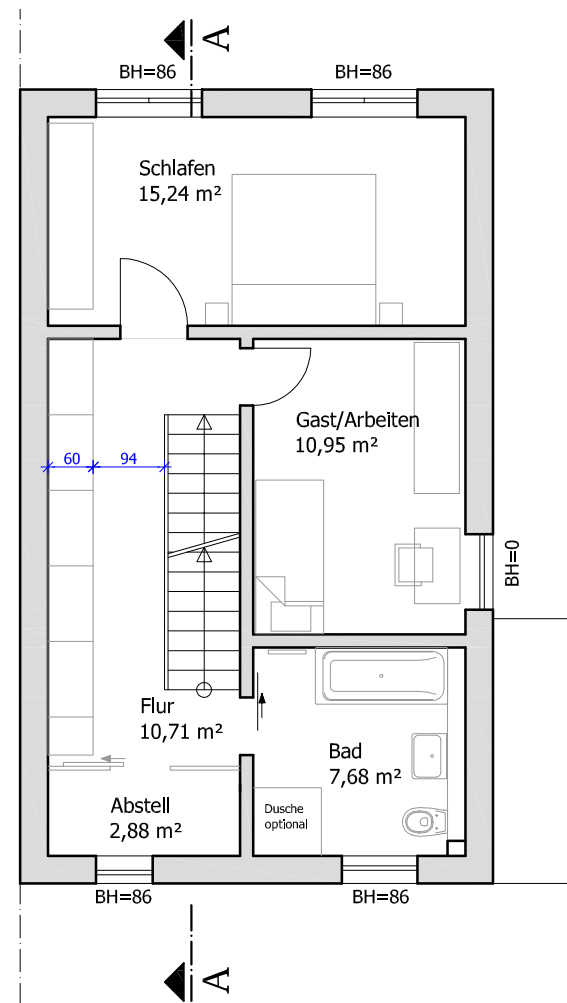 A
BH=86
BH=86
Schlafen
15,24 m²
Gast/Arbeiten
10,95 m²
60
94
BH=0
Flur
10,71 m²
Bad
7,68 m²
Abstell
2,88 m²
Dusche
optional
BH=86
BH=86
A